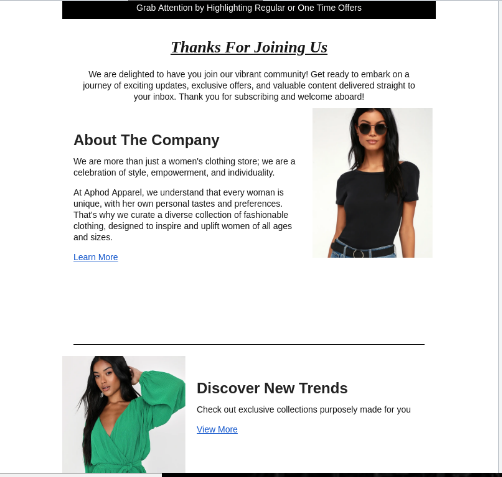 Grab Attention by Highlighting Regular or One Time Offers
Thanks For Joining Us
We are delighted to have you join our vibrant community! Get ready to embark on a
journey of exciting updates, exclusive offers, and valuable content delivered straight to
your inbox. Thank you for subscribing and welcome aboard!
About The Company
We are more than just a women's clothing store; we are a
celebration of style, empowerment, and individuality.
At Aphod Apparel, we understand that every woman is
unique, with her own personal tastes and preferences.
That's why we curate a diverse collection of fashionable
clothing, designed to inspire and uplift women of all ages
and sizes.
Learn More
Discover New Trends
Check out exclusive collections purposely made for you
View More